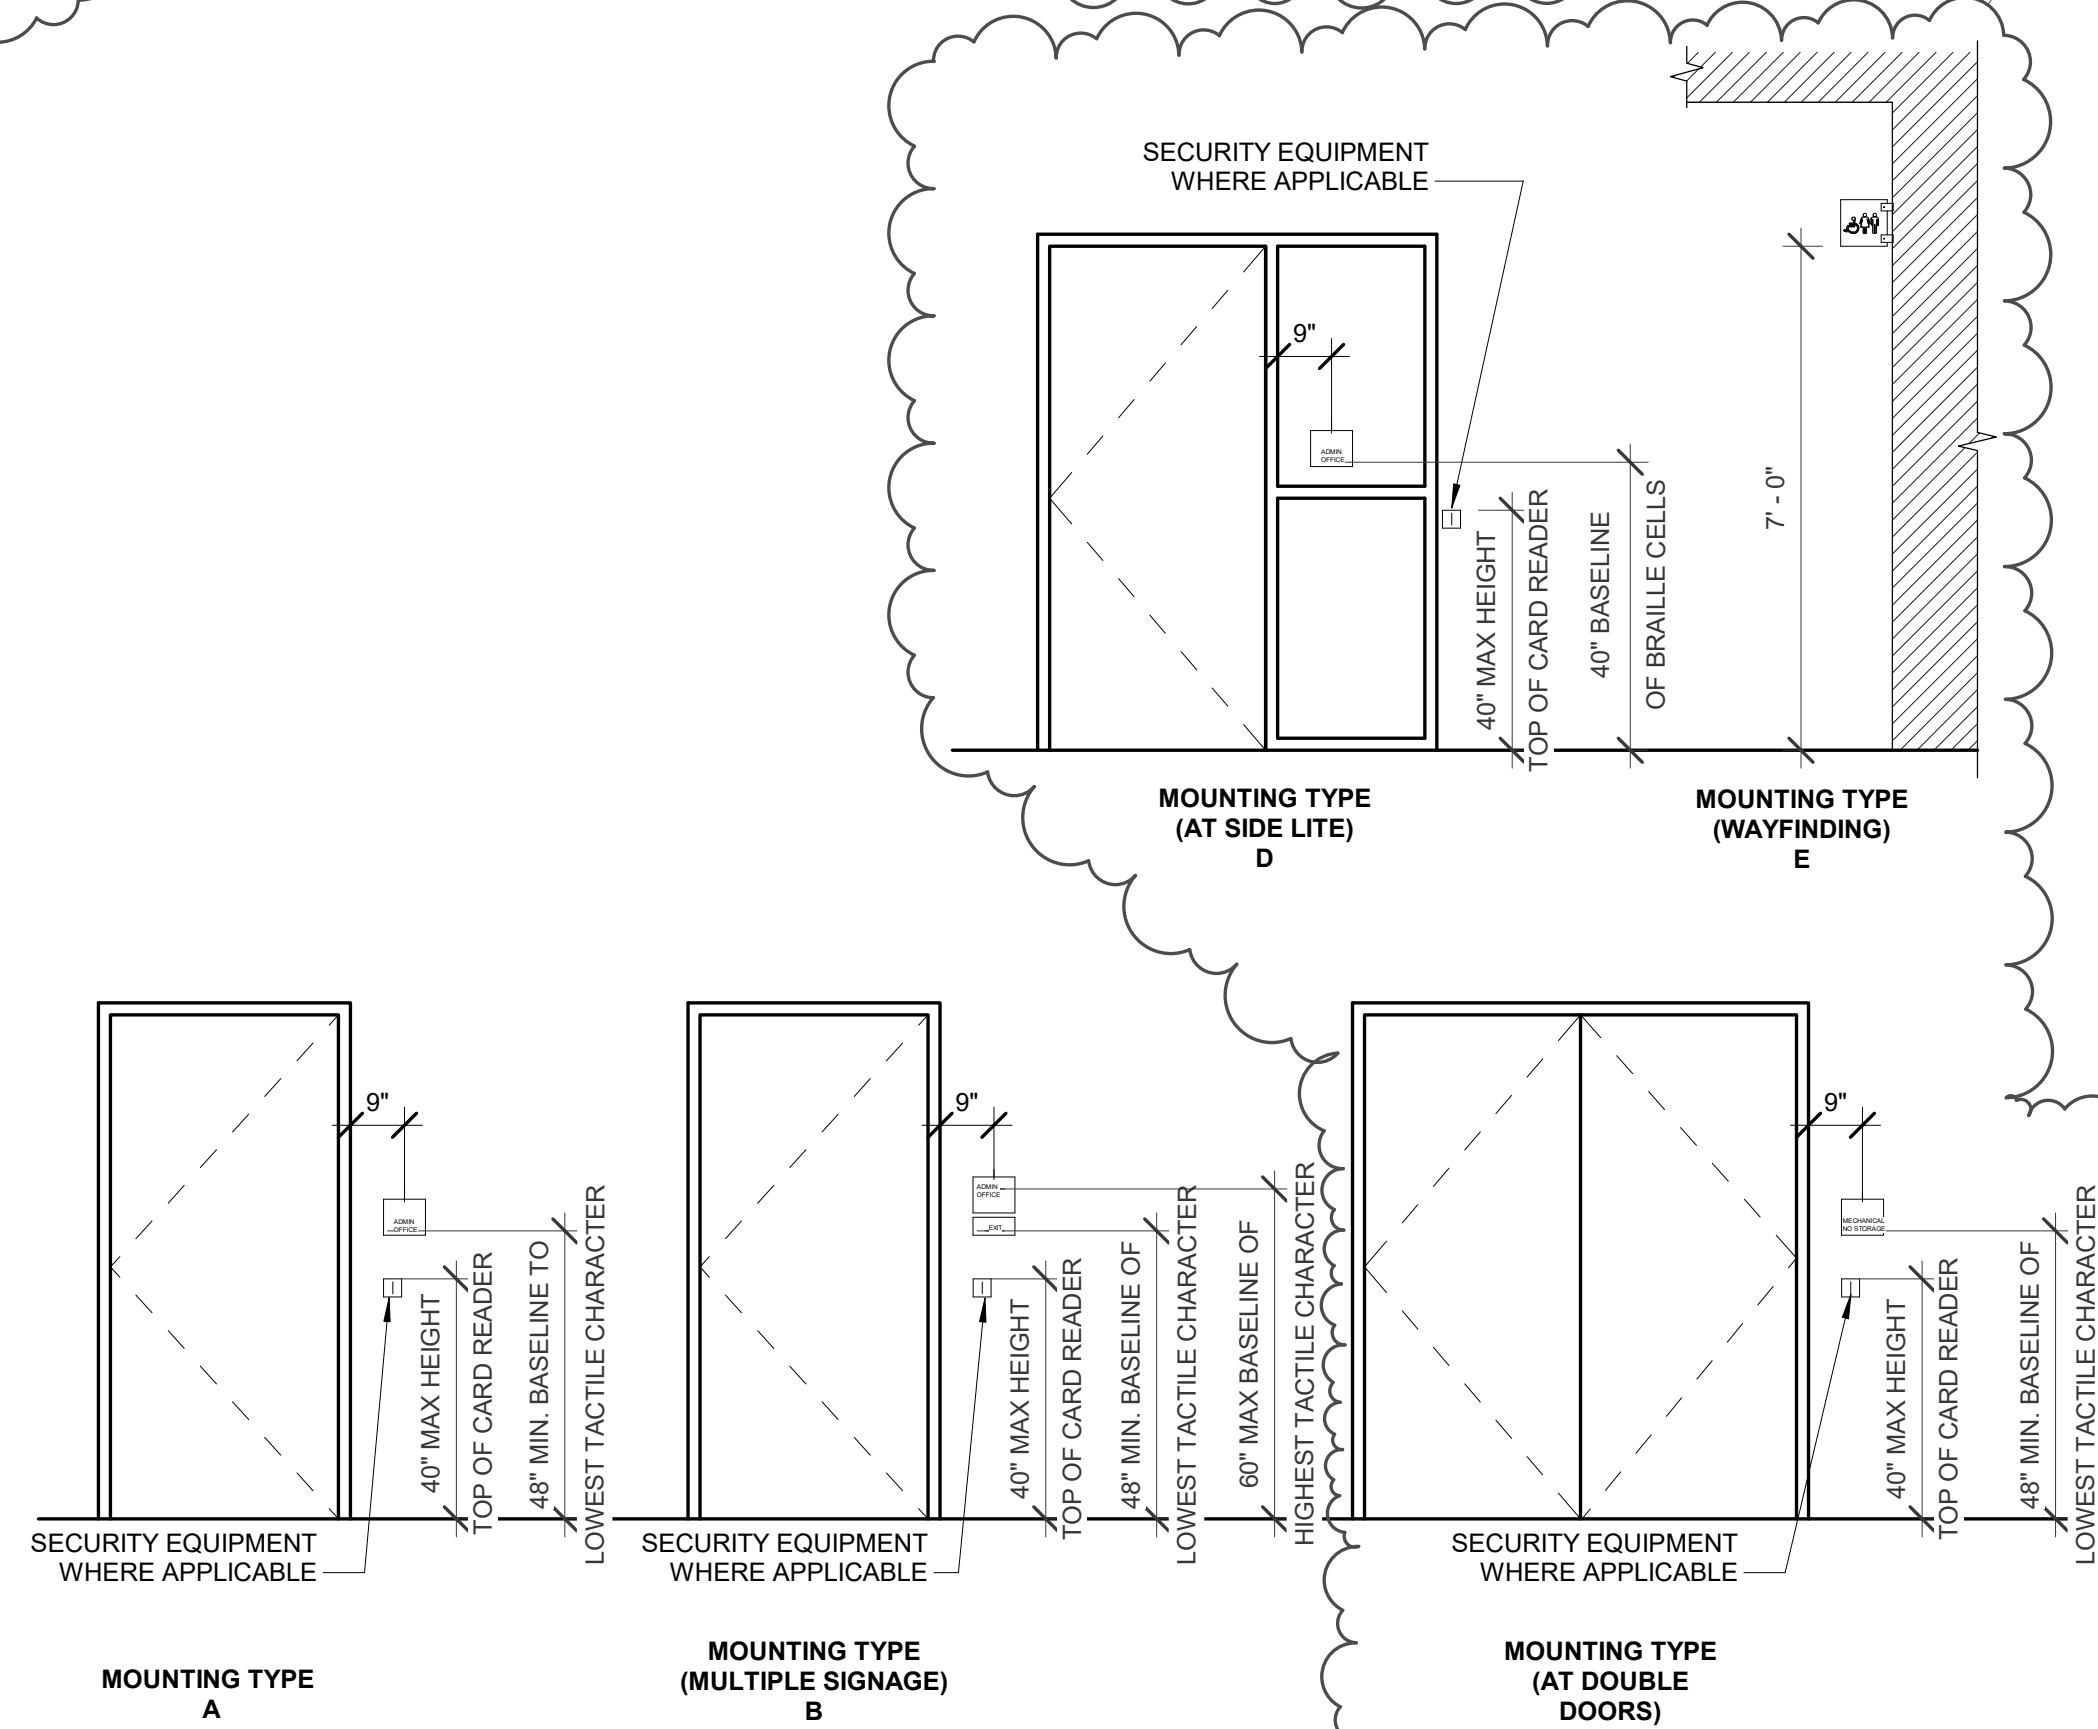 SECURITY EQUIPMENT
WHERE APPLICABLE
9"
ADMIN
OFFICE
40" MAX HEIGHT
TOP OF CARD READER
40" BASELINE
OF BRAILLE CELLS
7' - 0"
MOUNTING TYPE
(AT SIDE LITE)
D
MOUNTING TYPE
(WAYFINDING)
E
9"
ADMIN
OFFICE
40" MAX HEIGHT
TOP OF CARD READER
48" MIN. BASELINE TO
LOWEST TACTILE CHARACTER
SECURITY EQUIPMENT
WHERE APPLICABLE
MOUNTING TYPE
A
9"
ADMIN
OFFICE
EXIT
40" MAX HEIGHT
TOP OF CARD READER
48" MIN. BASELINE OF
LOWEST TACTILE CHARACTER
60" MAX BASELINE OF
HIGHEST TACTILE CHARACTER
SECURITY EQUIPMENT
WHERE APPLICABLE
MOUNTING TYPE
(MULTIPLE SIGNAGE)
B
9"
MECHANICAL
NO STORAGE
40" MAX HEIGHT
TOP OF CARD READER
48" MIN. BASELINE OF
LOWEST TACTILE CHARACTER
SECURITY EQUIPMENT
WHERE APPLICABLE
MOUNTING TYPE
(AT DOUBLE
DOORS)